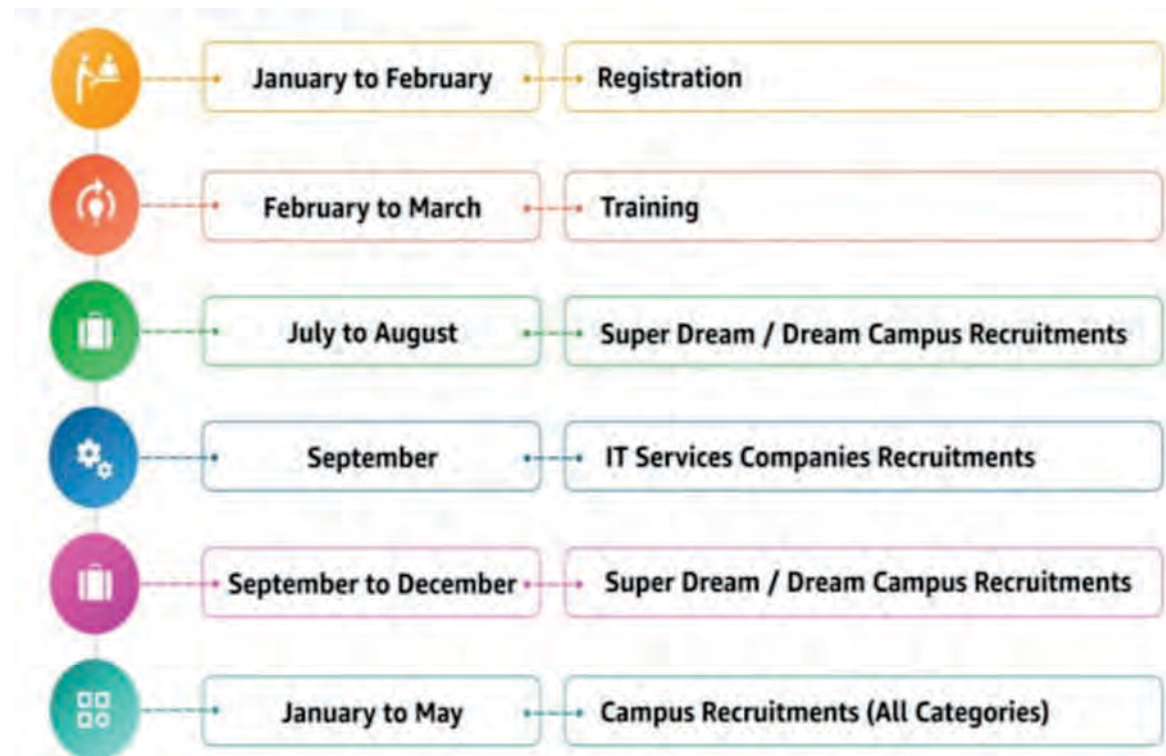 January to February
Registration
February to March
Training
July to August
Super Dream / Dream Campus Recruitments
September
IT Services Companies Recruitments
September to December
Super Dream / Dream Campus Recruitments
January to May
Campus Recruitments (All Categories)